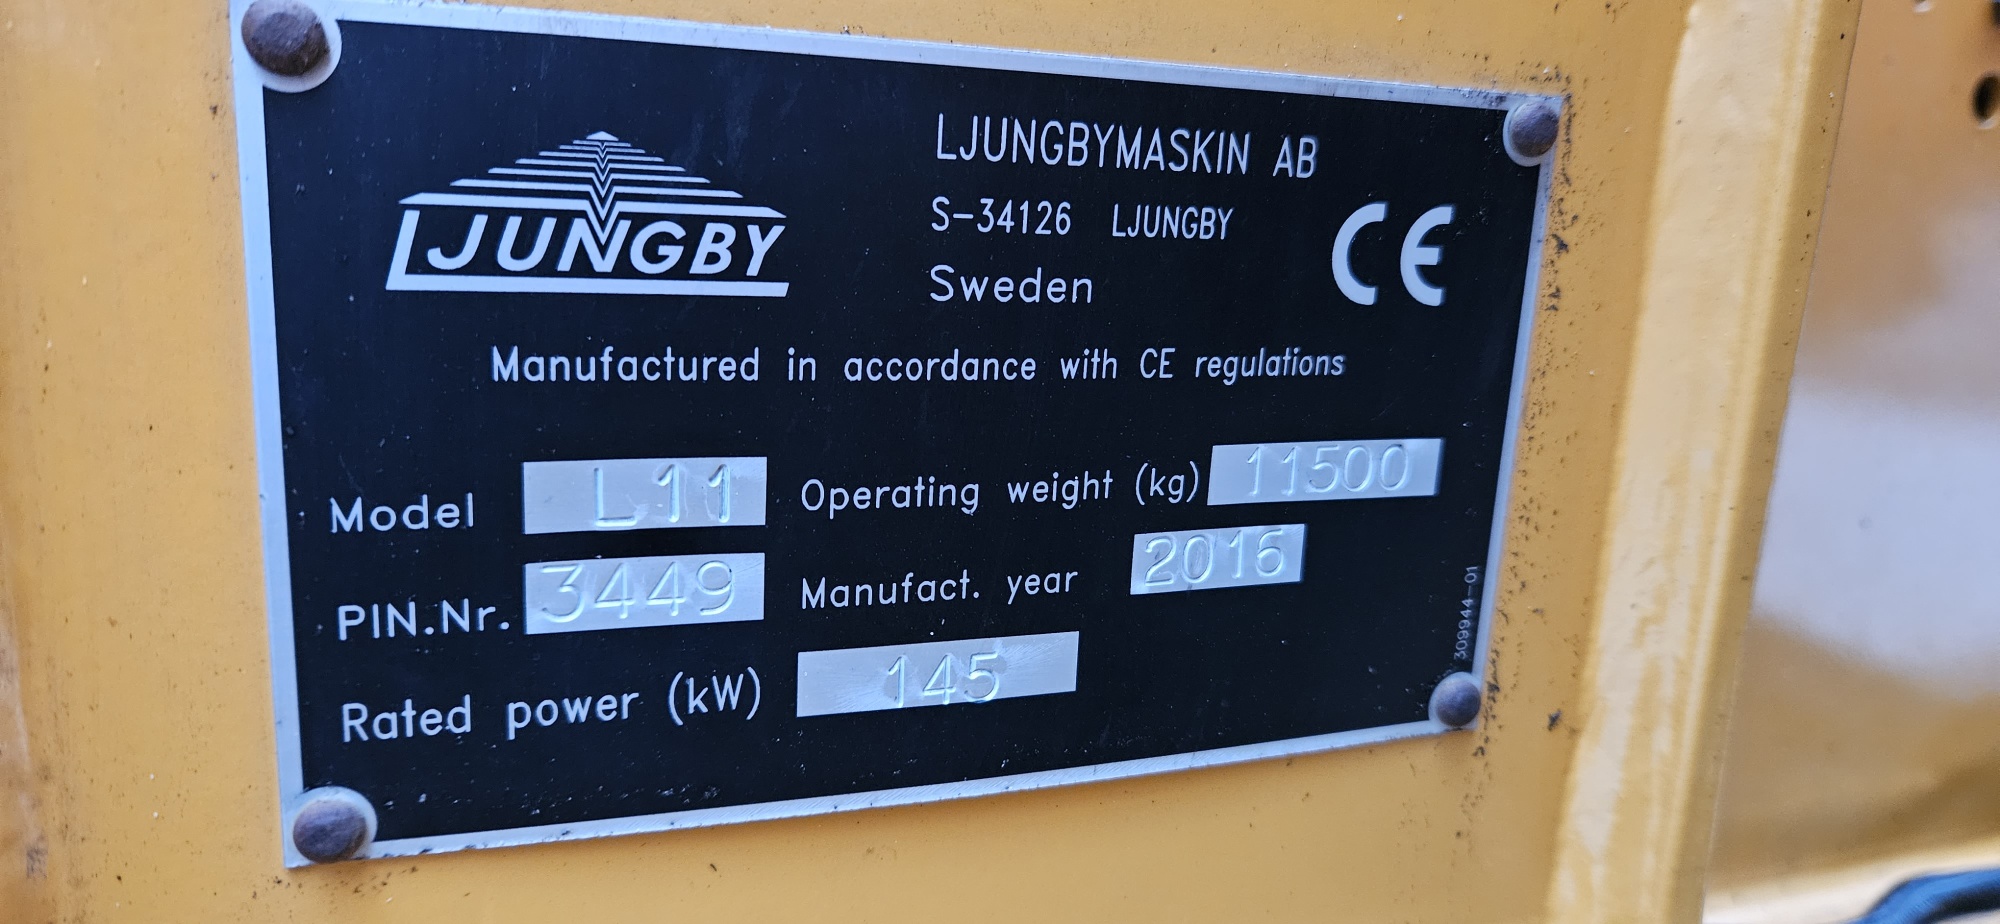 LJUNGBY
LJUNGBYMASKIN AB
S-34126 LJUNGBY
Sweden
CE
Manufactured in accordance with CE regulations
Model L11 Operating weight (kg) 11500
PIN.Nr. 3449 Manufact. year 2016
Rated power (kW) 145
309944-01